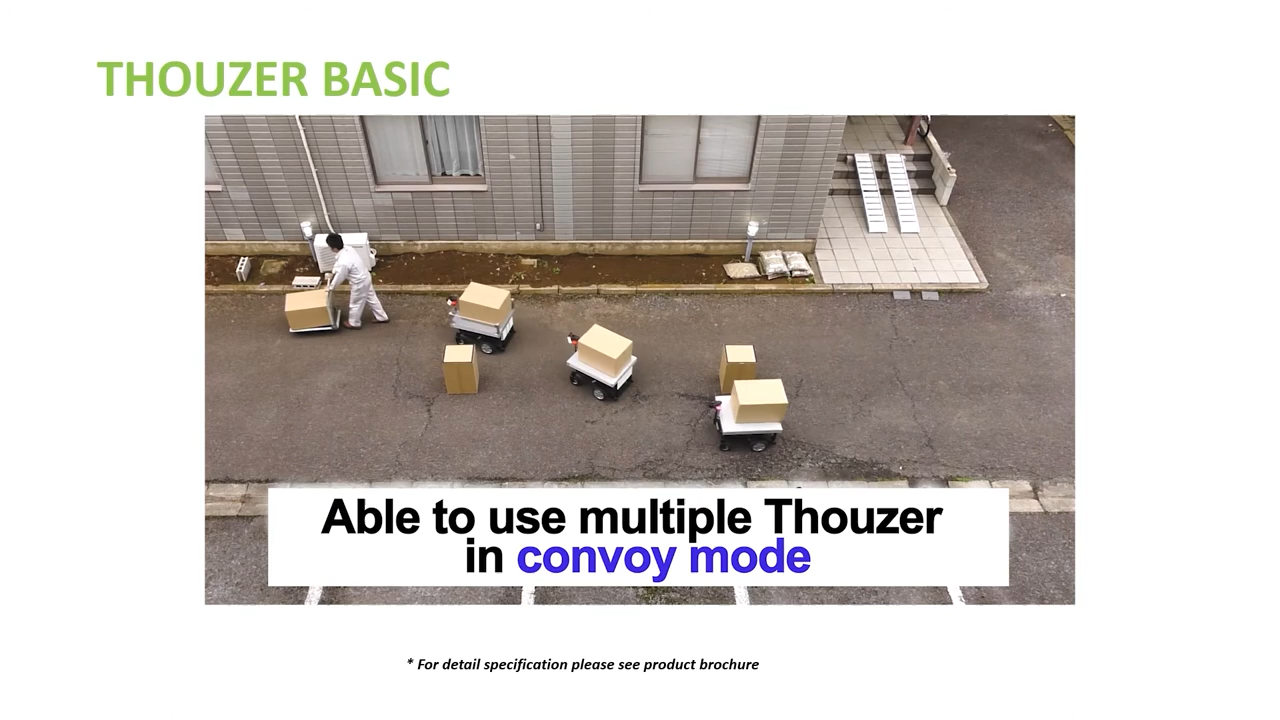 THOUZER BASIC
Able to use multiple Thouzer
in convoy mode
* For detail specification please see product brochure